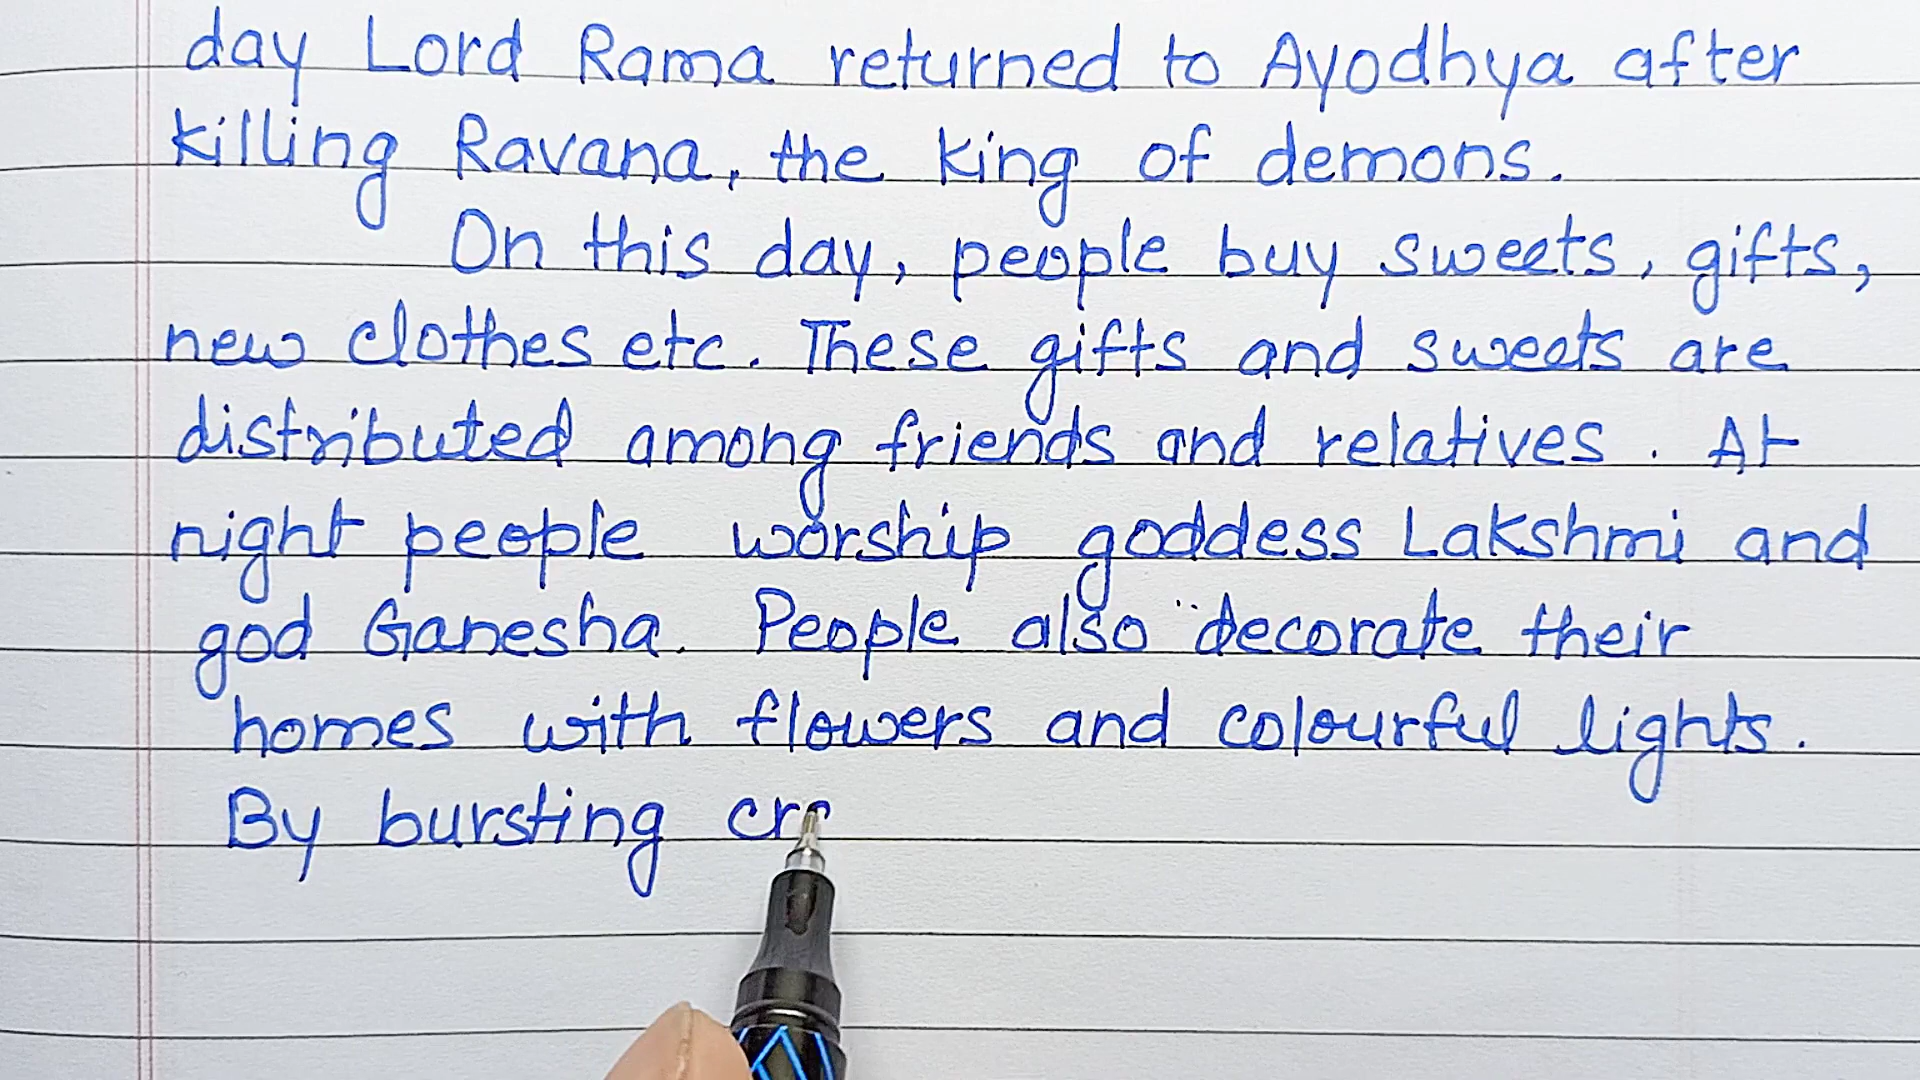 day Lord Rama returned to Ayodhya after
killing Ravana, the king of demons.
On this day, people buy sweets, gifts,
new clothes etc. These gifts and sweets are
distributed among friends and relatives. At
night people worship goddess Lakshmi and
god Ganesha. People also decorate their
homes with flowers and colourful lights.
By bursting